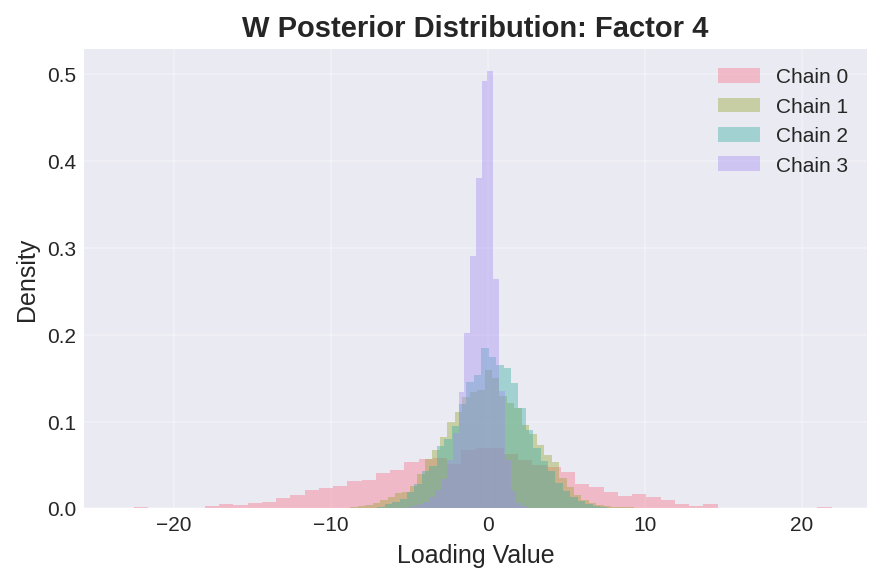 W Posterior Distribution: Factor 4
Chain 0
Chain 1
Chain 2
Chain 3
0.5
0.4
0.3
0.2
0.1
0.0
Density
−20
−10
0
10
20
Loading Value